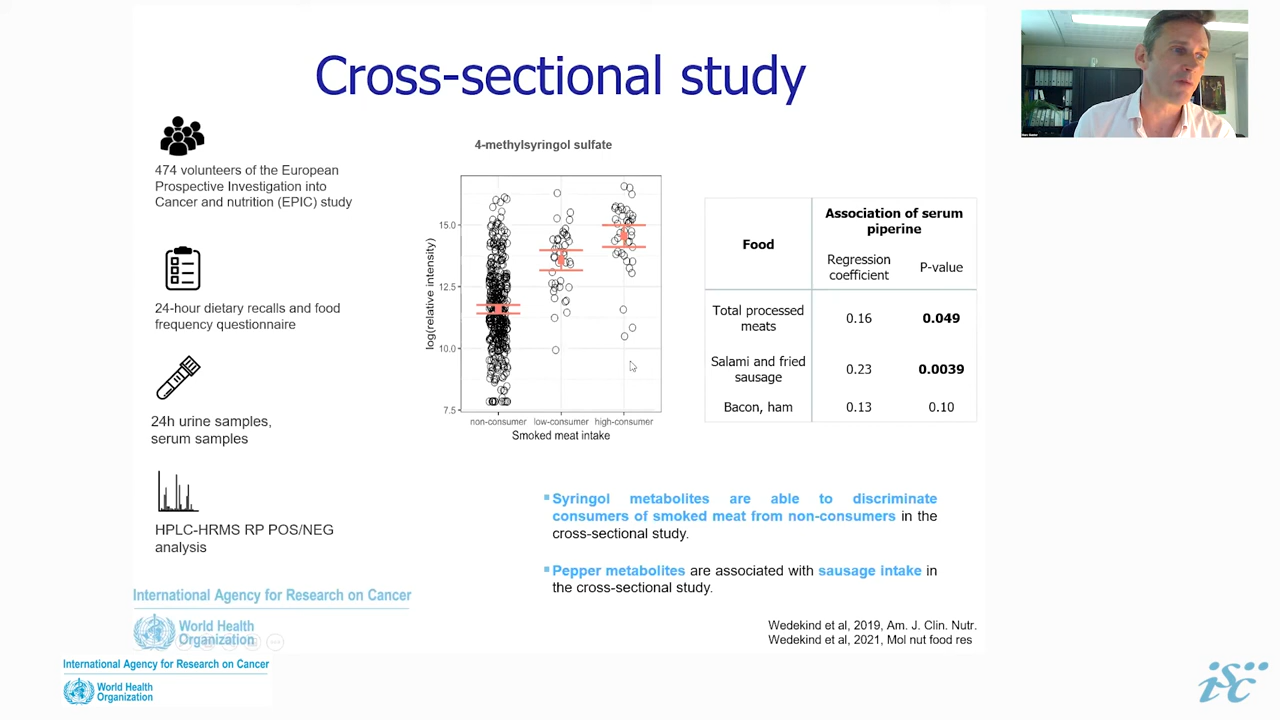 Cross-sectional study
474 volunteers of the European
Prospective Investigation into
Cancer and nutrition (EPIC) study
24-hour dietary recalls and food
frequency questionnaire
24h urine samples,
serum samples
HPLC-HRMS RP POS/NEG
analysis
4-methylsyringol sulfate
log(relative intensity)
15.0
12.5
10.0
7.5
non-consumer low-consumer high-consumer
Smoked meat intake
Food
Association of serum
piperine
Regression
coefficient
P-value
Total processed
meats
0.16
0.049
Salami and fried
sausage
0.23
0.0039
Bacon, ham
0.13
0.10
Syringol metabolites are able to discriminate
consumers of smoked meat from non-consumers in the
cross-sectional study.
Pepper metabolites are associated with sausage intake in
the cross-sectional study.
Wedekind et al, 2019, Am. J. Clin. Nutr.
Wedekind et al, 2021, Mol nut food res
International Agency for Research on Cancer
World Health
Organization
International Agency for Research on Cancer
World Health
Organization
isc